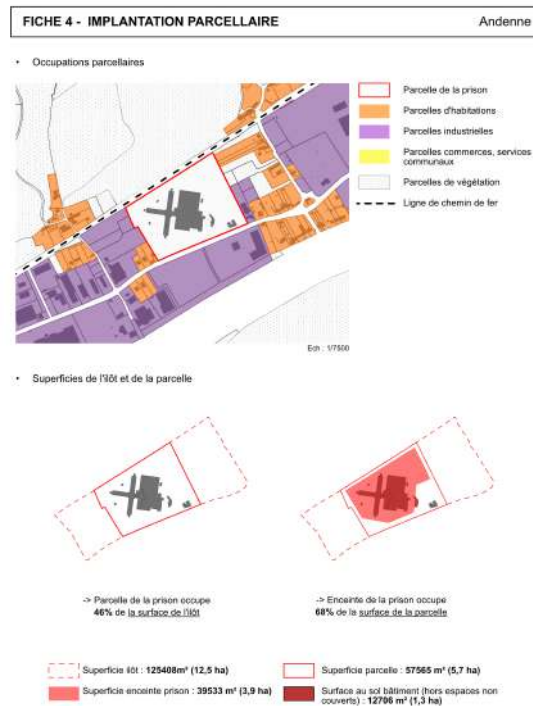 FICHE 4 - IMPLANTATION PARCELLAIRE Andenne
• Occupations parcellaires
Parcelle de la prison
Parcelles d'habitations
Parcelles industrielles
Parcelles commerces, services
communaux
Parcelles de végétation
Ligne de chemin de fer
Ech : 1/7500
• Superficies de l'îlôt et de la parcelle
-> Parcelle de la prison occupe
46% de la surface de l'îlôt
-> Enceinte de la prison occupe
68% de la surface de la parcelle
Superficie îlot : 125408m² (12,5 ha)
Superficie parcelle : 57565 m² (5,7 ha)
Superficie enceinte prison : 39533 m² (3,9 ha)
Surface au sol bâtiment (hors espaces non
couverts) : 12706 m² (1,3 ha)